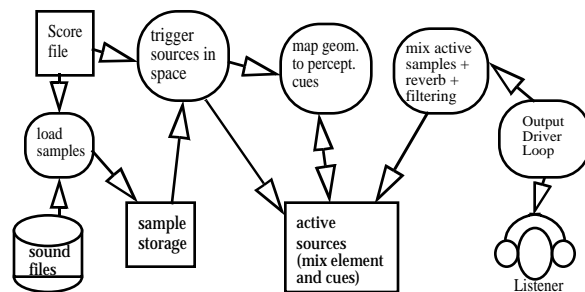 Score
file
trigger
sources in
space
map geom.
to percept.
cues
mix active
samples +
reverb +
filtering
load
samples
Output
Driver
Loop
sound
files
sample
storage
active
sources
(mix element
and cues)
Listener